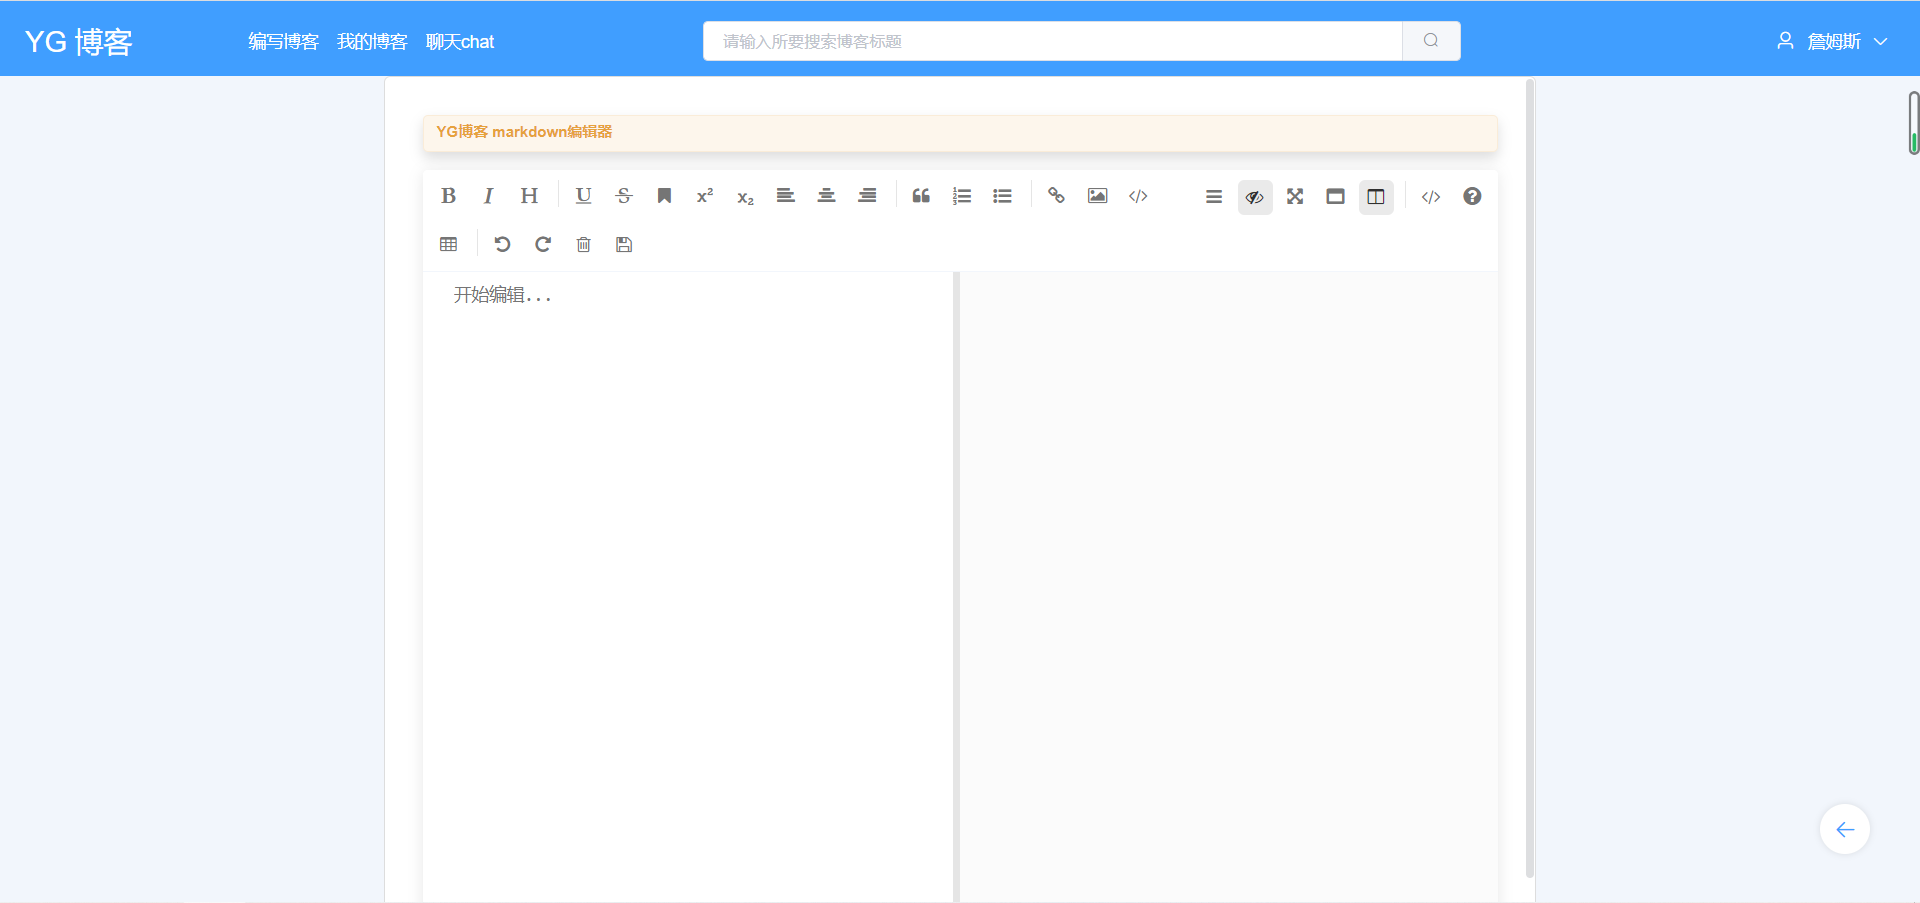 YG 博客
编写博客 我的博客 聊天chat
请输入所要搜索博客标题
詹姆斯
YG博客 markdown编辑器
开始编辑...